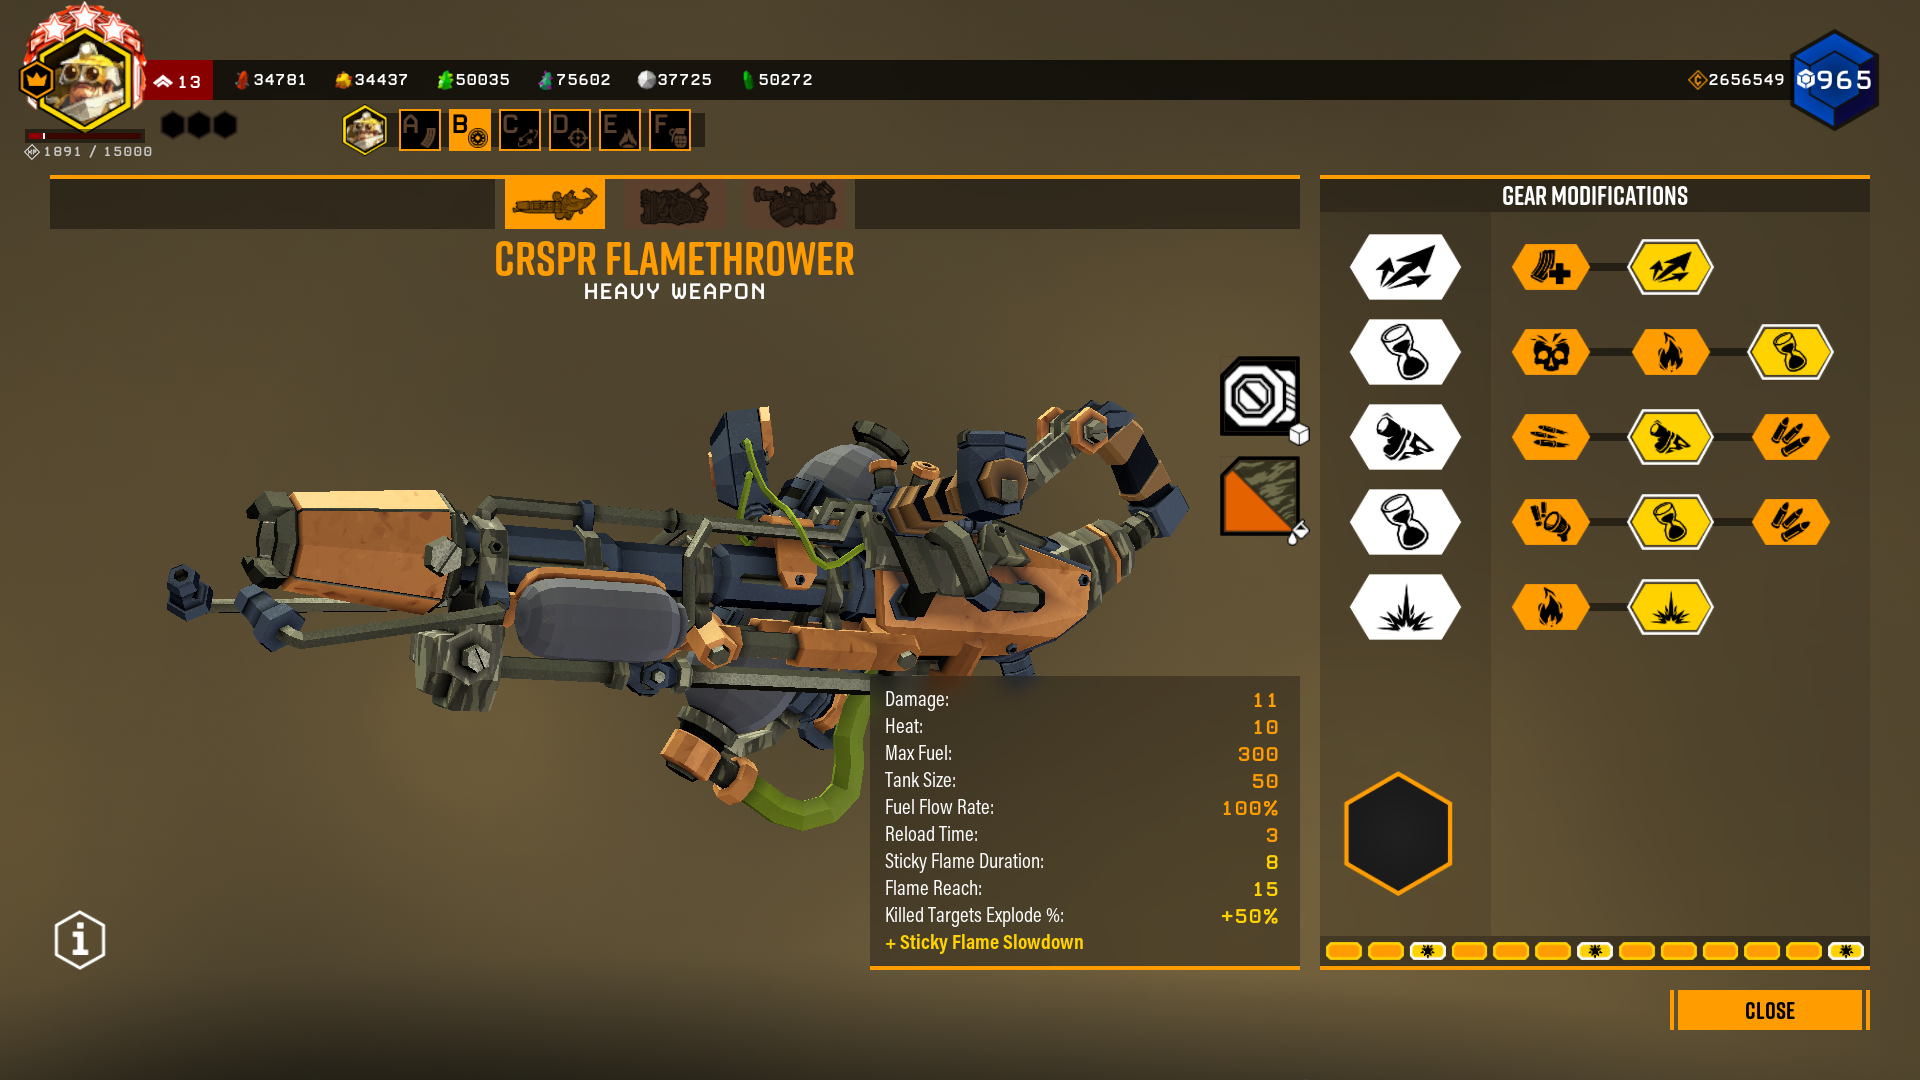 13 34781 34437 50035 75602 37725 50272 2656549 965
1891 / 15000
A B C D E F
CRSPR FLAMETHROWER
HEAVY WEAPON
GEAR MODIFICATIONS
Damage: 11
Heat: 10
Max Fuel: 300
Tank Size: 50
Fuel Flow Rate: 100%
Reload Time: 3
Sticky Flame Duration: 8
Flame Reach: 15
Killed Targets Explode %: +50%
+ Sticky Flame Slowdown
CLOSE